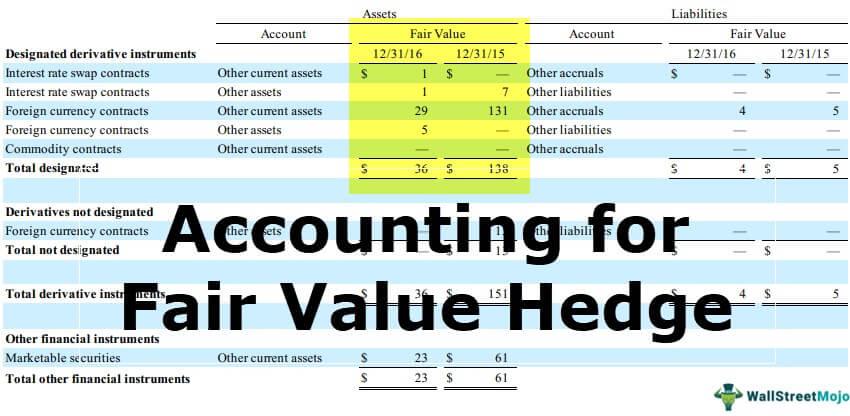 Assets Liabilities
Account Fair Value Account Fair Value
Designated derivative instruments 12/31/16 12/31/15 12/31/16 12/31/15
Interest rate swap contracts Other current assets $ 1 $ — Other accruals $ — $ —
Interest rate swap contracts Other assets 1 7 Other liabilities — —
Foreign currency contracts Other current assets 29 131 Other accruals 4 5
Foreign currency contracts Other assets 5 — Other liabilities — —
Commodity contracts Other current assets — — Other accruals — —
Total designated $ 36 $ 138 $ 4 $ 5
Derivatives not designated
Accounting for
Foreign currency contracts Other assets — Other liabilities — —
Total not designated $ — $ — $ —
Total derivative instruments $ 36 $ 151 $ 4 $ 5
Fair Value Hedge
Other financial instruments
Marketable securities Other current assets $ 23 $ 61
Total other financial instruments $ 23 $ 61
WallStreetMojo